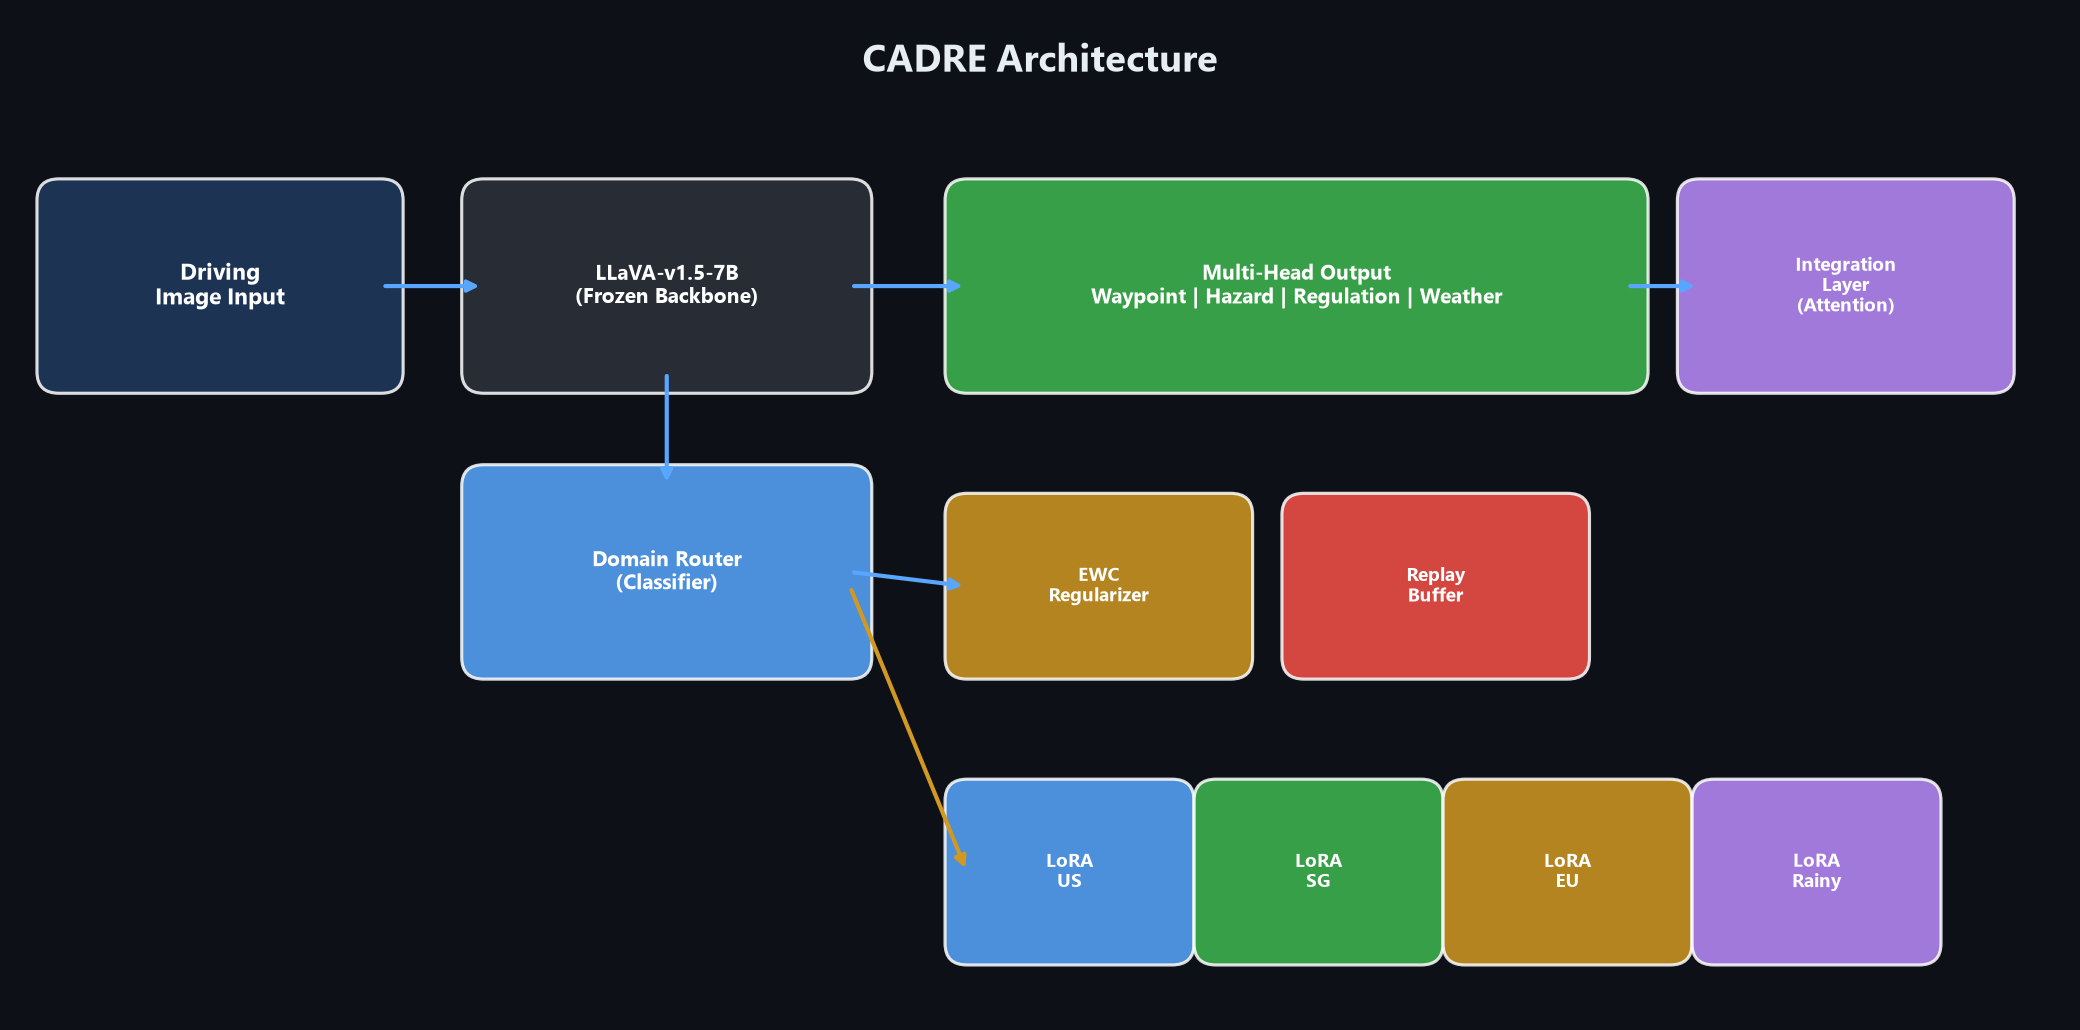 CADRE Architecture
Driving
Image Input
LLaVA-v1.5-7B
(Frozen Backbone)
Multi-Head Output
Waypoint | Hazard | Regulation | Weather
Integration
Layer
(Attention)
Domain Router
(Classifier)
EWC
Regularizer
Replay
Buffer
LoRA
US
LoRA
SG
LoRA
EU
LoRA
Rainy